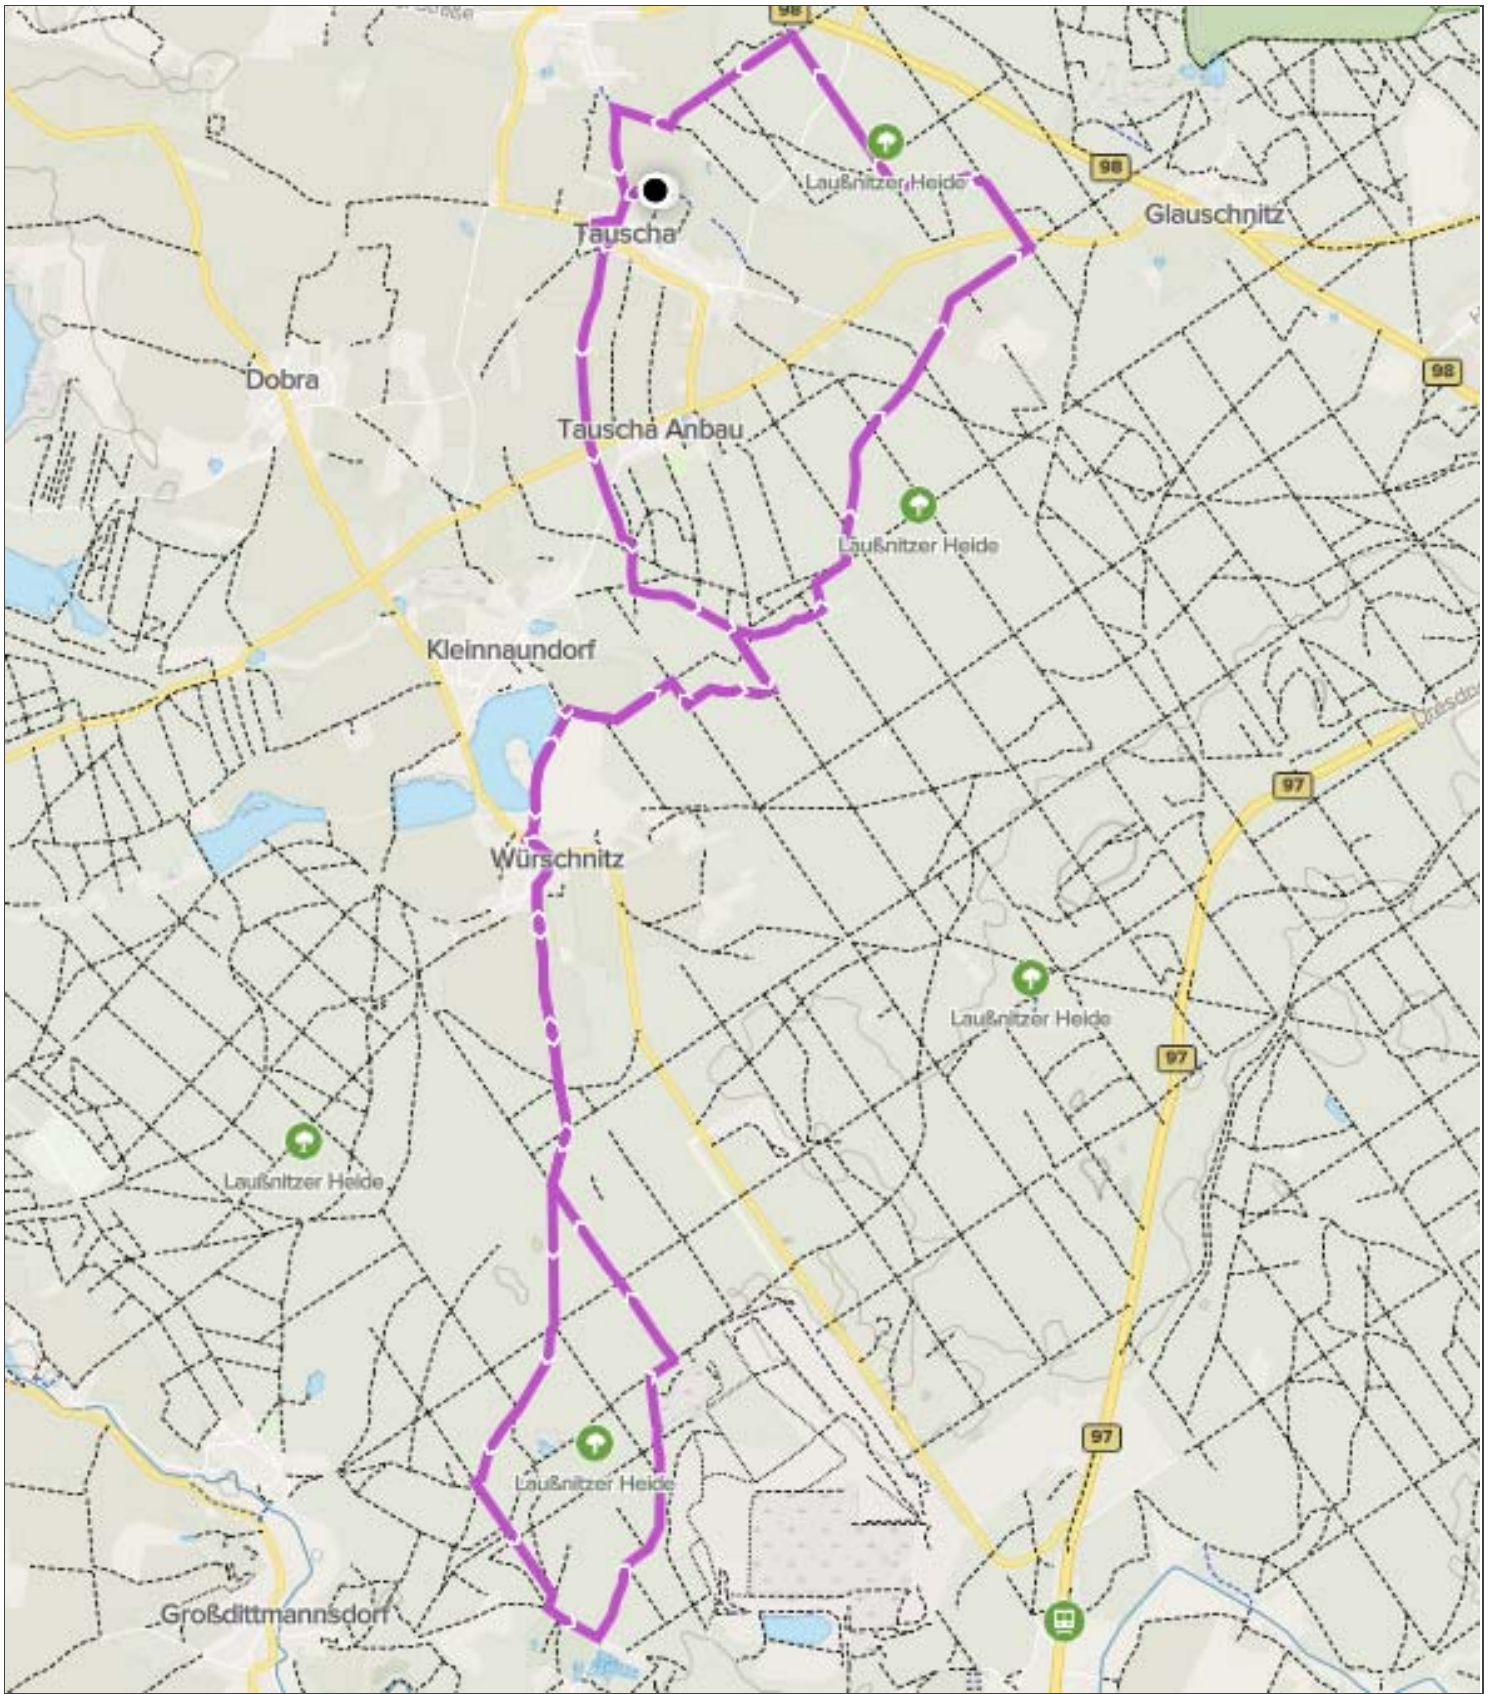 98
Laußnitzer Heide
98
Glauschnitz
Tauscha
98
Dobra
Tauscha Anbau
Laußnitzer Heide
Kleinnaundorf
97
Würschnitz
Laußnitzer Heide
97
Laußnitzer Heide
97
Laußnitzer Heide
Großdittmannsdorf